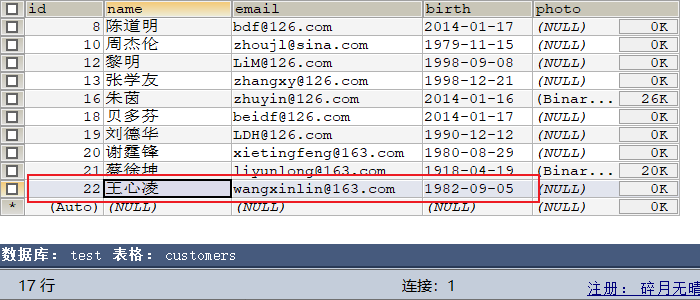 id name email birth photo
8 陈道明 bdf@126.com 2014-01-17 (NULL) 0K
10 周杰伦 zhoujl@sina.com 1979-11-15 (NULL) 0K
12 黎明 LiM@126.com 1998-09-08 (NULL) 0K
13 张学友 zhangxy@126.com 1998-12-21 (NULL) 0K
16 朱茵 zhuyin@126.com 2014-01-16 (Binar... 26K
18 贝多芬 beidf@126.com 2014-01-17 (NULL) 0K
19 刘德华 LDH@126.com 1990-12-12 (NULL) 0K
20 谢霆锋 xietingfeng@163.com 1980-08-29 (NULL) 0K
21 蔡徐坤 liyunlong@163.com 1918-04-19 (Binar... 20K
22 王心凌 wangxinlin@163.com 1982-09-05 (NULL) 0K
* (Auto) (NULL) (NULL) (NULL) (NULL) 0K
数据库: test 表格: customers
17 行 连接: 1 注册: 碎月无晴